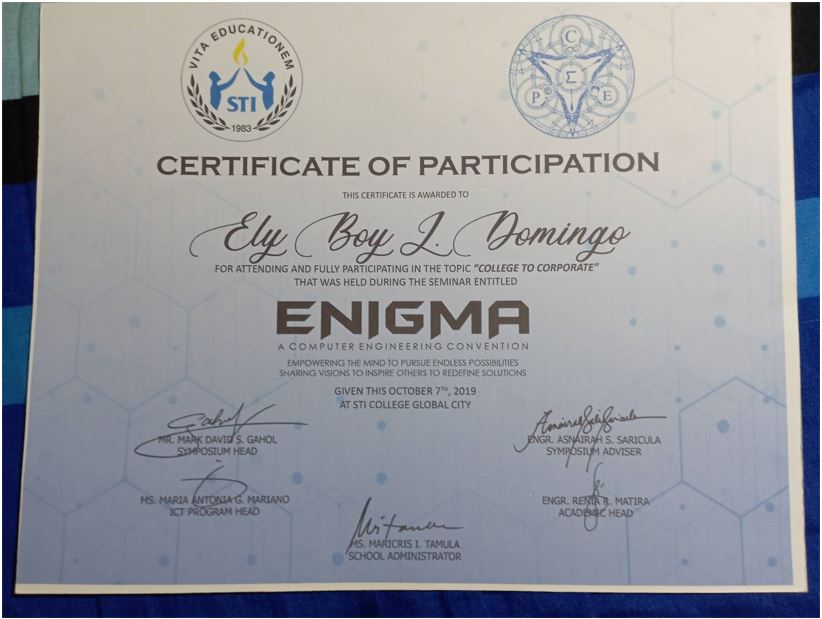 VITA EDUCATIONEM
STI
1983
C
Σ
P E
CERTIFICATE OF PARTICIPATION
THIS CERTIFICATE IS AWARDED TO
Ely Boy L. Domingo
FOR ATTENDING AND FULLY PARTICIPATING IN THE TOPIC "COLLEGE TO CORPORATE"
THAT WAS HELD DURING THE SEMINAR ENTITLED
ENIGMA
A COMPUTER ENGINEERING CONVENTION
EMPOWERING THE MIND TO PURSUE ENDLESS POSSIBILITIES
SHARING VISIONS TO INSPIRE OTHERS TO REDEFINE SOLUTIONS
GIVEN THIS OCTOBER 7TH, 2019
AT STI COLLEGE GLOBAL CITY
MR. MARK DAVID S. GAHOL
SYMPOSIUM HEAD
ENGR. ASNAIRAH S. SARICULA
SYMPOSIUM ADVISER
MS. MARIA ANTONIA G. MARIANO
ICT PROGRAM HEAD
ENGR. RENIA R. MATIRA
ACADEMIC HEAD
MS. MARICRIS I. TAMULA
SCHOOL ADMINISTRATOR